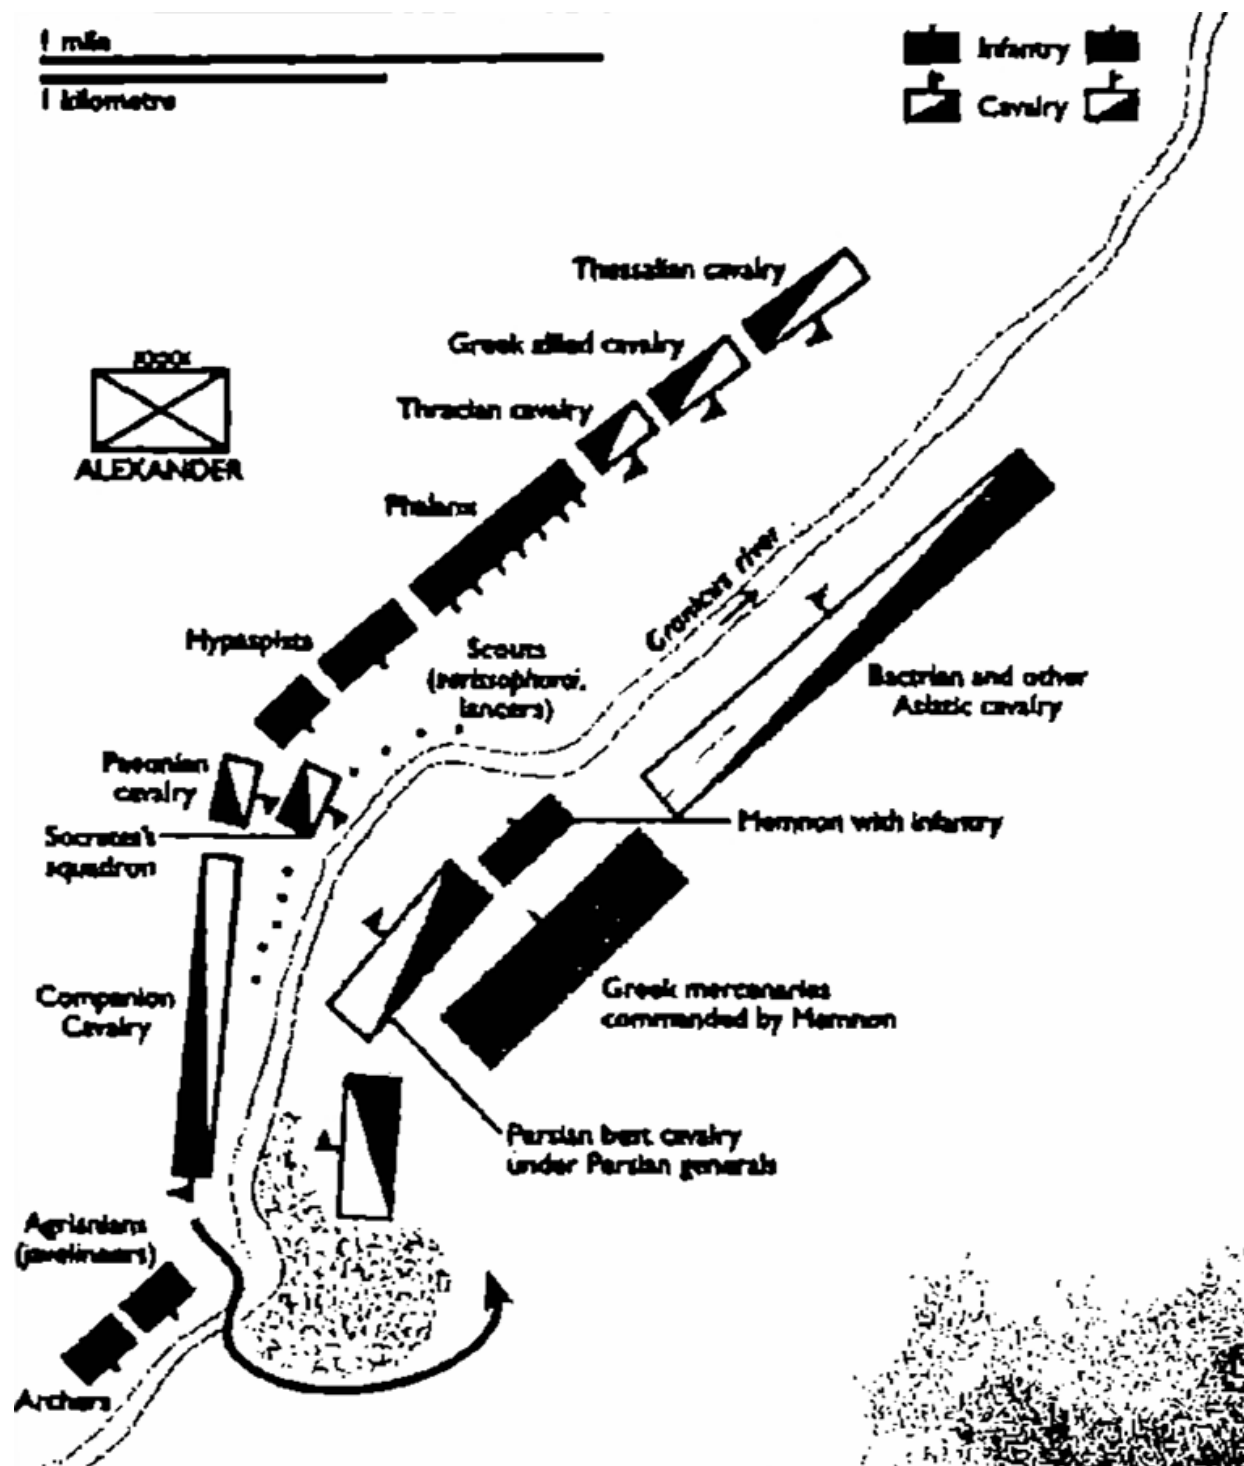 1 mile
1 kilometre
Infantry
Cavalry
Thessalian cavalry
Greek allied cavalry
Thracian cavalry
XXXX
ALEXANDER
Phalanx
Hypaspists
Scouts
(sarissophoroi,
lancers)
Granicus river
Bactrian and other
Asiatic cavalry
Paeonian
cavalry
Socrates's
squadron
Memnon with infantry
Companion
Cavalry
Greek mercenaries
commanded by Memnon
Persian best cavalry
under Persian generals
Agrianians
(javelineers)
Archers